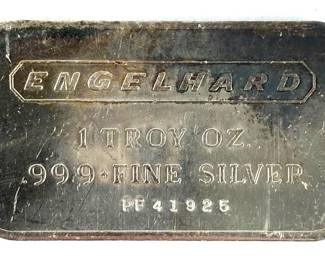 ENGELHARD
1 TROY OZ.
999+FINE SILVER
PF41925